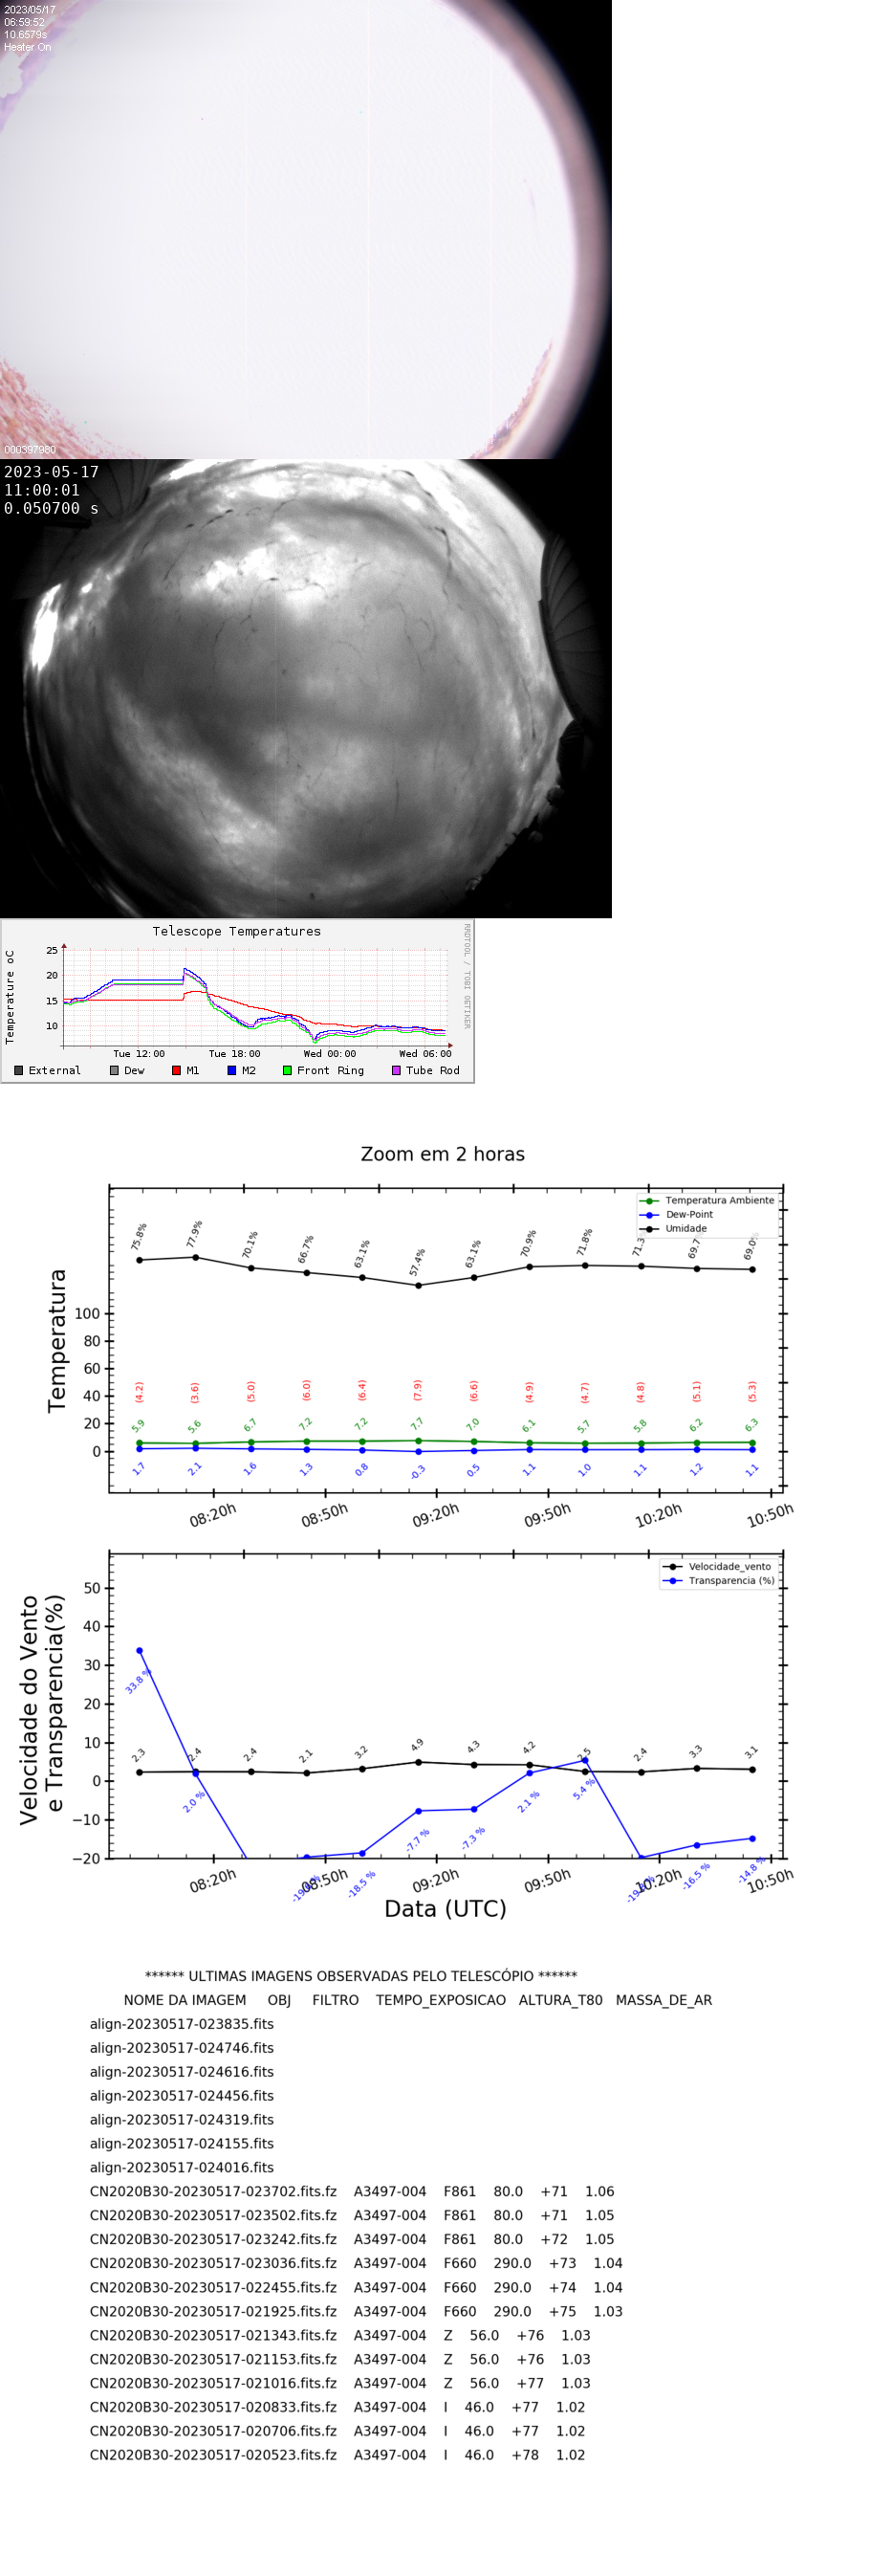 2023/05/17
06:59:52
10.6579s
Heater On
000397980
2023-05-17
11:00:01
0.050700 s
Telescope Temperatures
Temperature oC
25
20
15
10
Tue 12:00 Tue 18:00 Wed 00:00 Wed 06:00
External Dew M1 M2 Front Ring Tube Rod
RRDTOOL / TOBI OETIKER
Zoom em 2 horas
Temperatura
Temperatura Ambiente
Dew-Point
Umidade
75.8% 77.9% 70.1% 66.7% 63.1% 57.4% 63.1% 70.9% 71.8% 71.3 69.7 69.0%
100
80
60
40
20
0
(4.2) (3.6) (5.0) (6.0) (6.4) (7.9) (6.6) (4.9) (4.7) (4.8) (5.1) (5.3)
5.9 5.6 6.7 7.2 7.2 7.7 7.0 6.1 5.7 5.8 6.2 6.3
1.7 2.1 1.6 1.3 0.8 -0.3 0.5 1.1 1.0 1.1 1.2 1.1
08:20h 08:50h 09:20h 09:50h 10:20h 10:50h
Velocidade do Vento
e Transparencia(%)
Velocidade_vento
Transparencia (%)
50
40
30
20
10
0
−10
−20
2.3 2.4 2.4 2.1 3.2 4.9 4.3 4.2 2.5 2.4 3.3 3.1
33.8 % 2.0 % -18.5 % -7.7 % -7.3 % 2.1 % 5.4 % -16.5 % -14.8 %
08:20h 08:50h 09:20h 09:50h 10:20h 10:50h
Data (UTC)
****** ULTIMAS IMAGENS OBSERVADAS PELO TELESCÓPIO ******
NOME DA IMAGEM OBJ FILTRO TEMPO_EXPOSICAO ALTURA_T80 MASSA_DE_AR
align-20230517-023835.fits
align-20230517-024746.fits
align-20230517-024616.fits
align-20230517-024456.fits
align-20230517-024319.fits
align-20230517-024155.fits
align-20230517-024016.fits
CN2020B30-20230517-023702.fits.fz A3497-004 F861 80.0 +71 1.06
CN2020B30-20230517-023502.fits.fz A3497-004 F861 80.0 +71 1.05
CN2020B30-20230517-023242.fits.fz A3497-004 F861 80.0 +72 1.05
CN2020B30-20230517-023036.fits.fz A3497-004 F660 290.0 +73 1.04
CN2020B30-20230517-022455.fits.fz A3497-004 F660 290.0 +74 1.04
CN2020B30-20230517-021925.fits.fz A3497-004 F660 290.0 +75 1.03
CN2020B30-20230517-021343.fits.fz A3497-004 Z 56.0 +76 1.03
CN2020B30-20230517-021153.fits.fz A3497-004 Z 56.0 +76 1.03
CN2020B30-20230517-021016.fits.fz A3497-004 Z 56.0 +77 1.03
CN2020B30-20230517-020833.fits.fz A3497-004 I 46.0 +77 1.02
CN2020B30-20230517-020706.fits.fz A3497-004 I 46.0 +77 1.02
CN2020B30-20230517-020523.fits.fz A3497-004 I 46.0 +78 1.02